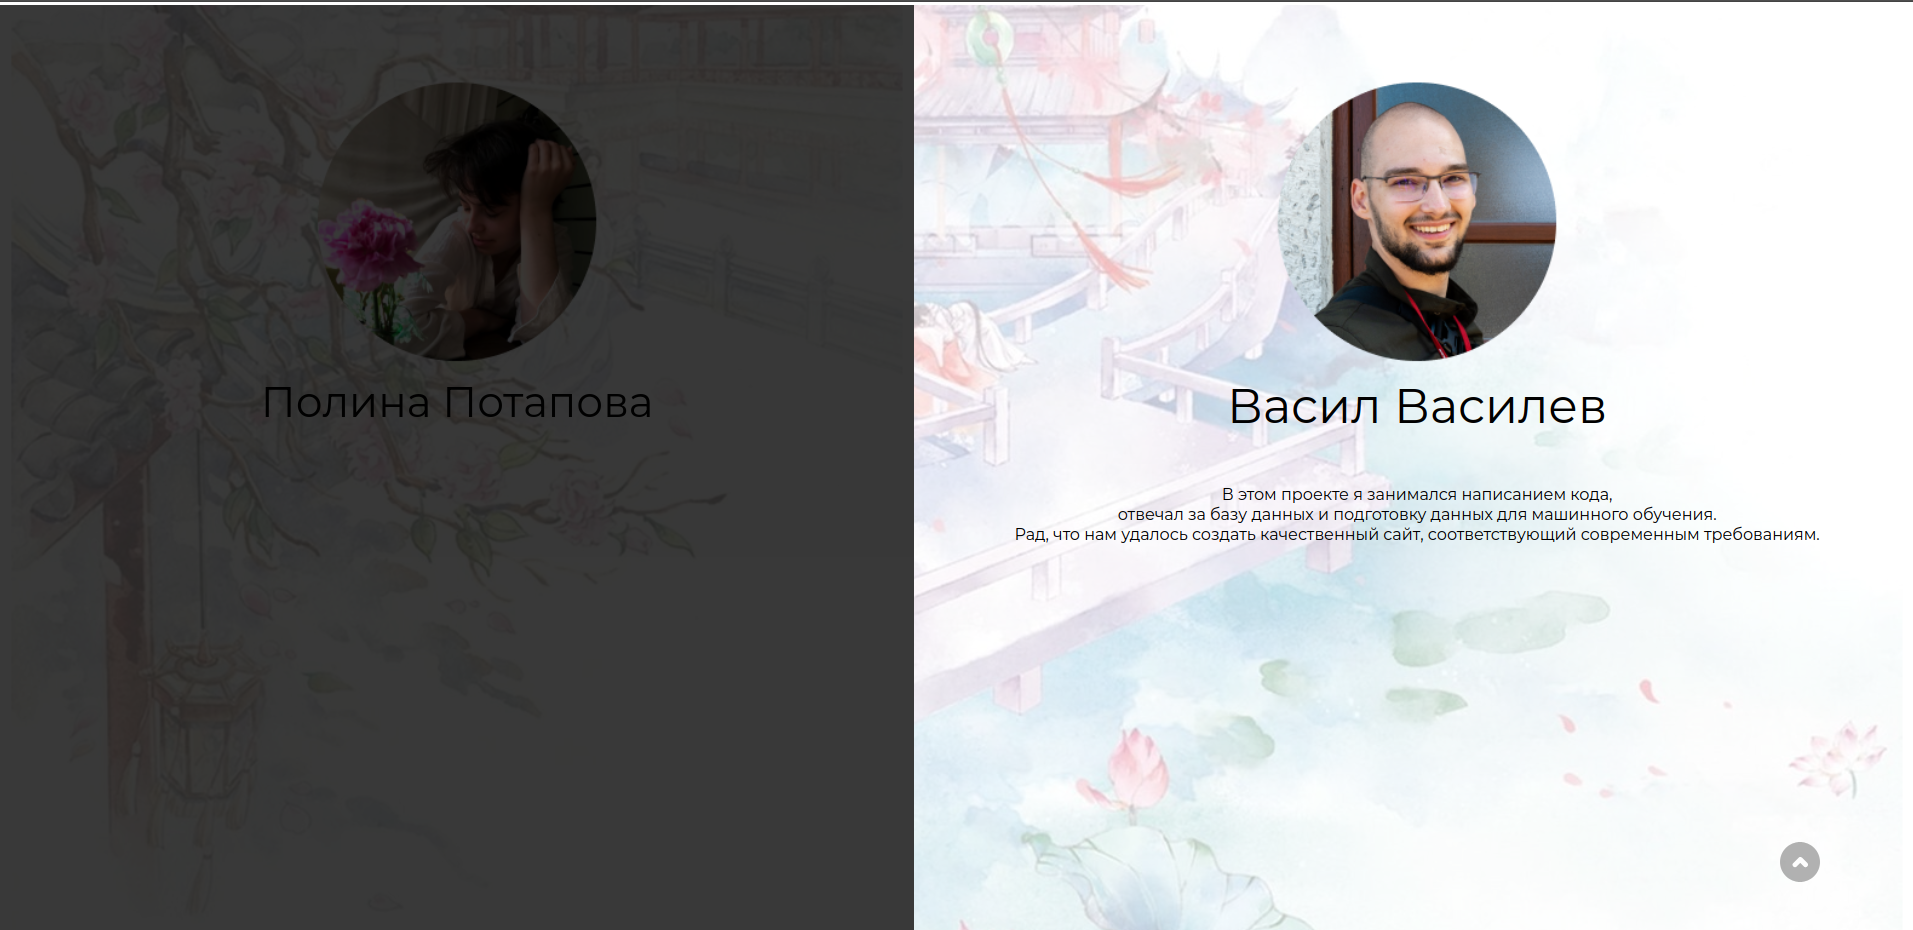 Полина Потапова
Васил Василев
В этом проекте я занимался написанием кода,
отвечал за базу данных и подготовку данных для машинного обучения.
Рад, что нам удалось создать качественный сайт, соответствующий современным требованиям.